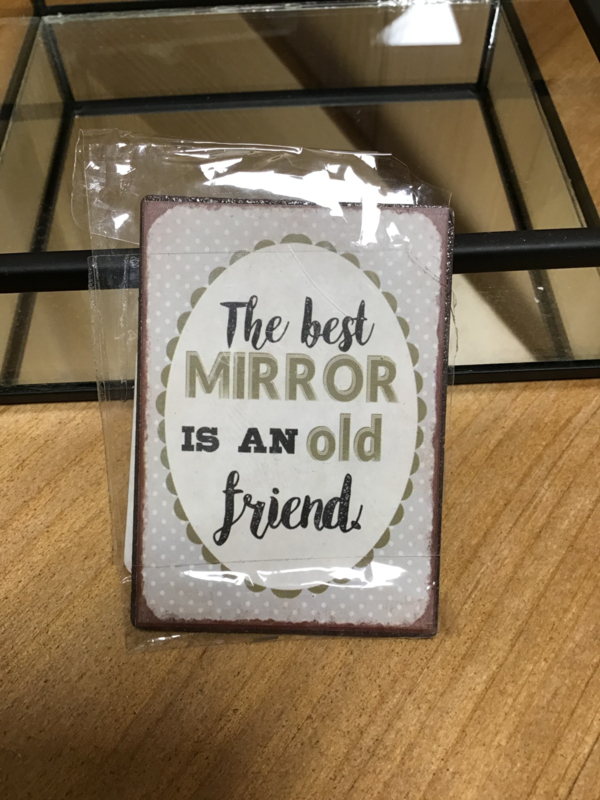 The best
MIRROR
IS AN old
friend.